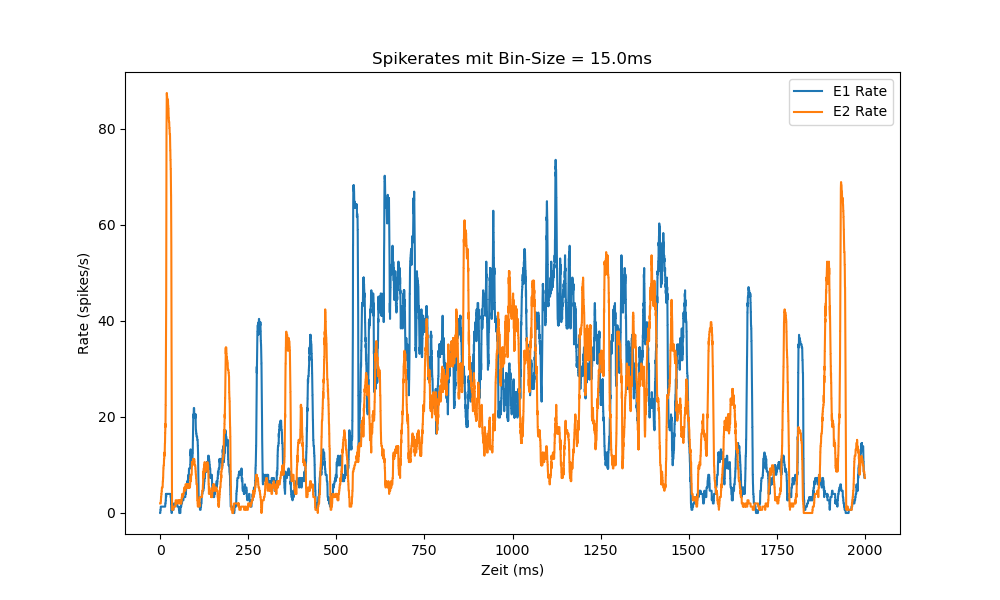 Spikerates mit Bin-Size = 15.0ms
E1 Rate
E2 Rate
Rate (spikes/s)
80
60
40
20
0
0 250 500 750 1000 1250 1500 1750 2000
Zeit (ms)